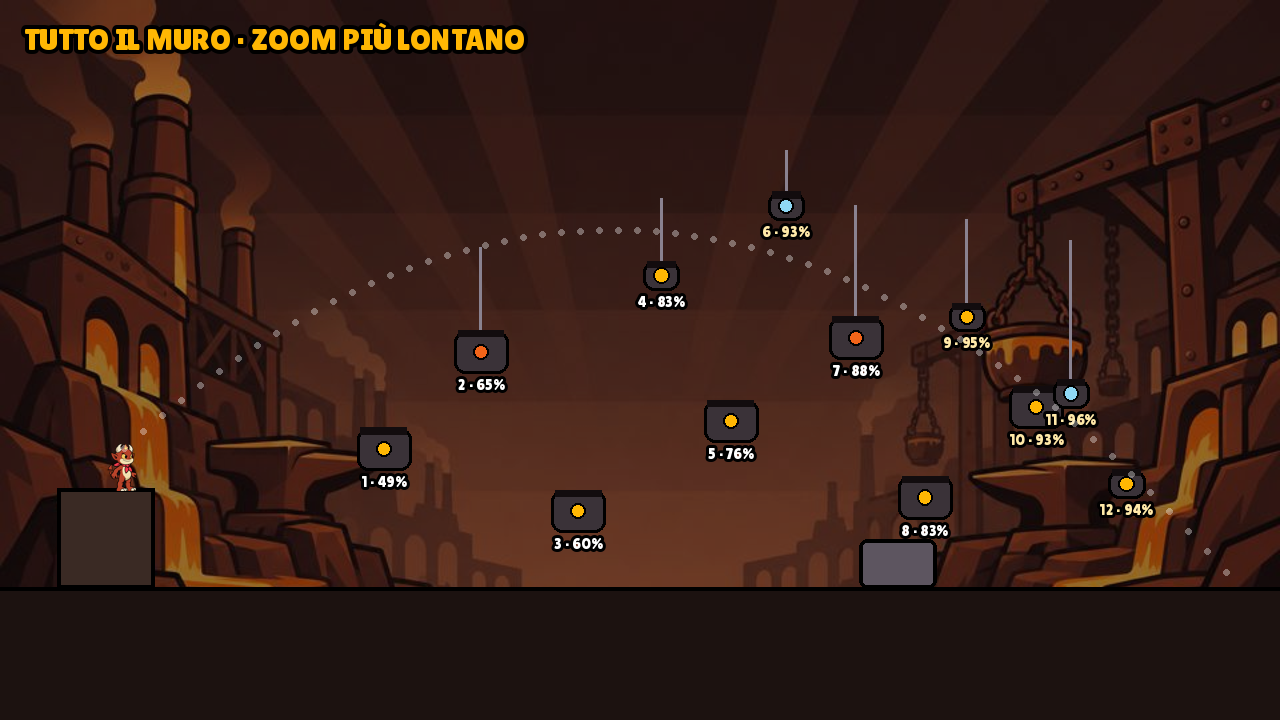 TUTTO IL MURO · ZOOM PIÙ LONTANO
6 · 93%
4 · 83%
9 · 95%
7 · 88%
2 · 65%
11 · 96%
10 · 93%
5 · 76%
1 · 49%
12 · 94%
8 · 83%
3 · 60%